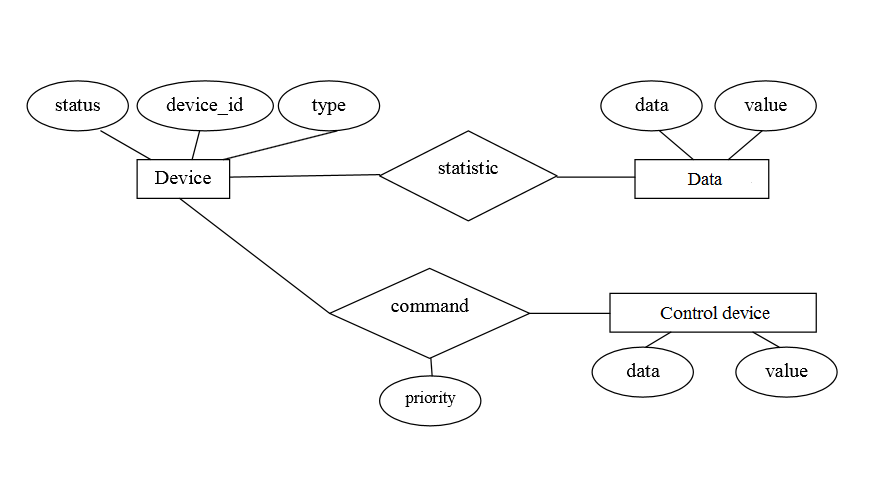 status
device_id
type
data
value
Device
statistic
Data
command
Control device
data
value
priority